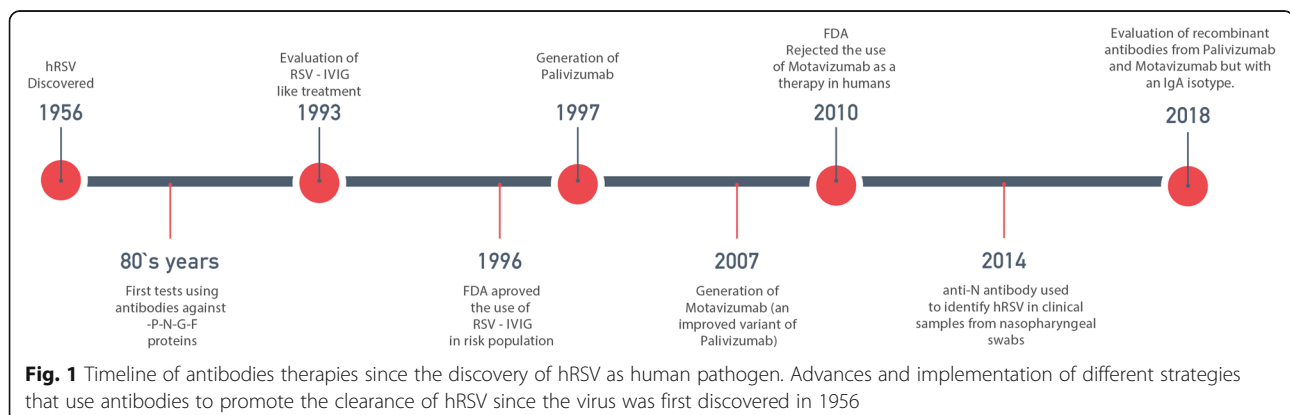 hRSV
Discovered
1956
Evaluation of
RSV - IVIG
like treatment
1993
Generation of
Palivizumab
1997
FDA
Rejected the use
of Motavizumab as a
therapy in humans
2010
Evaluation of recombinant
antibodies from Palivizumab
and Motavizumab but with
an IgA isotype.
2018
80`s years
First tests using
antibodies against
-P-N-G-F
proteins
1996
FDA aproved
the use of
RSV - IVIG
in risk population
2007
Generation of
Motavizumab (an
improved variant of
Palivizumab)
2014
anti-N antibody used
to identify hRSV in clinical
samples from nasopharyngeal
swabs
Fig. 1 Timeline of antibodies therapies since the discovery of hRSV as human pathogen. Advances and implementation of different strategies
that use antibodies to promote the clearance of hRSV since the virus was first discovered in 1956